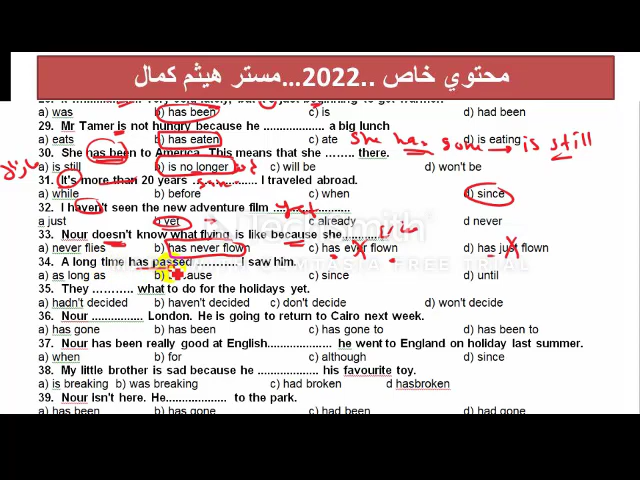 محتوي خاص ..2022...مستر هيثم كمال
a) was b) has been c) is d) had been
29. Mr Tamer is not hungry because he ................ a big lunch
a) eats b) has eaten c) ate d) is eating
she has gone → is still
30. She has been to America. This means that she ........ there.
a) is still b) is no longer c) will be d) won't be
31. It's more than 20 years ................ I traveled abroad.
a) while b) before c) when d) since
32. I haven't seen the new adventure film ....................
yet
a just b yet c) already d never
33. Nour doesn't know what flying is like because she................
a) never flies b) has never flown c) has ever flown d) has just flown
34. A long time has passed ............. I saw him.
a) as long as c) since d) until
35. They .......... what to do for the holidays yet.
a) hadn't decided b) haven't decided c) don't decided d) won't decide
36. Nour ................ London. He is going to return to Cairo next week.
a) has gone b) has been c) has gone to d) has been to
37. Nour has been really good at English.................... he went to England on holiday last summer.
a) when b) for c) although d) since
38. My little brother is sad because he ................... his favourite toy.
a) is breaking b) was breaking c) had broken d hasbroken
39. Nour isn't here. He................... to the park.
a) has been b) has gone c) had been d) had gone